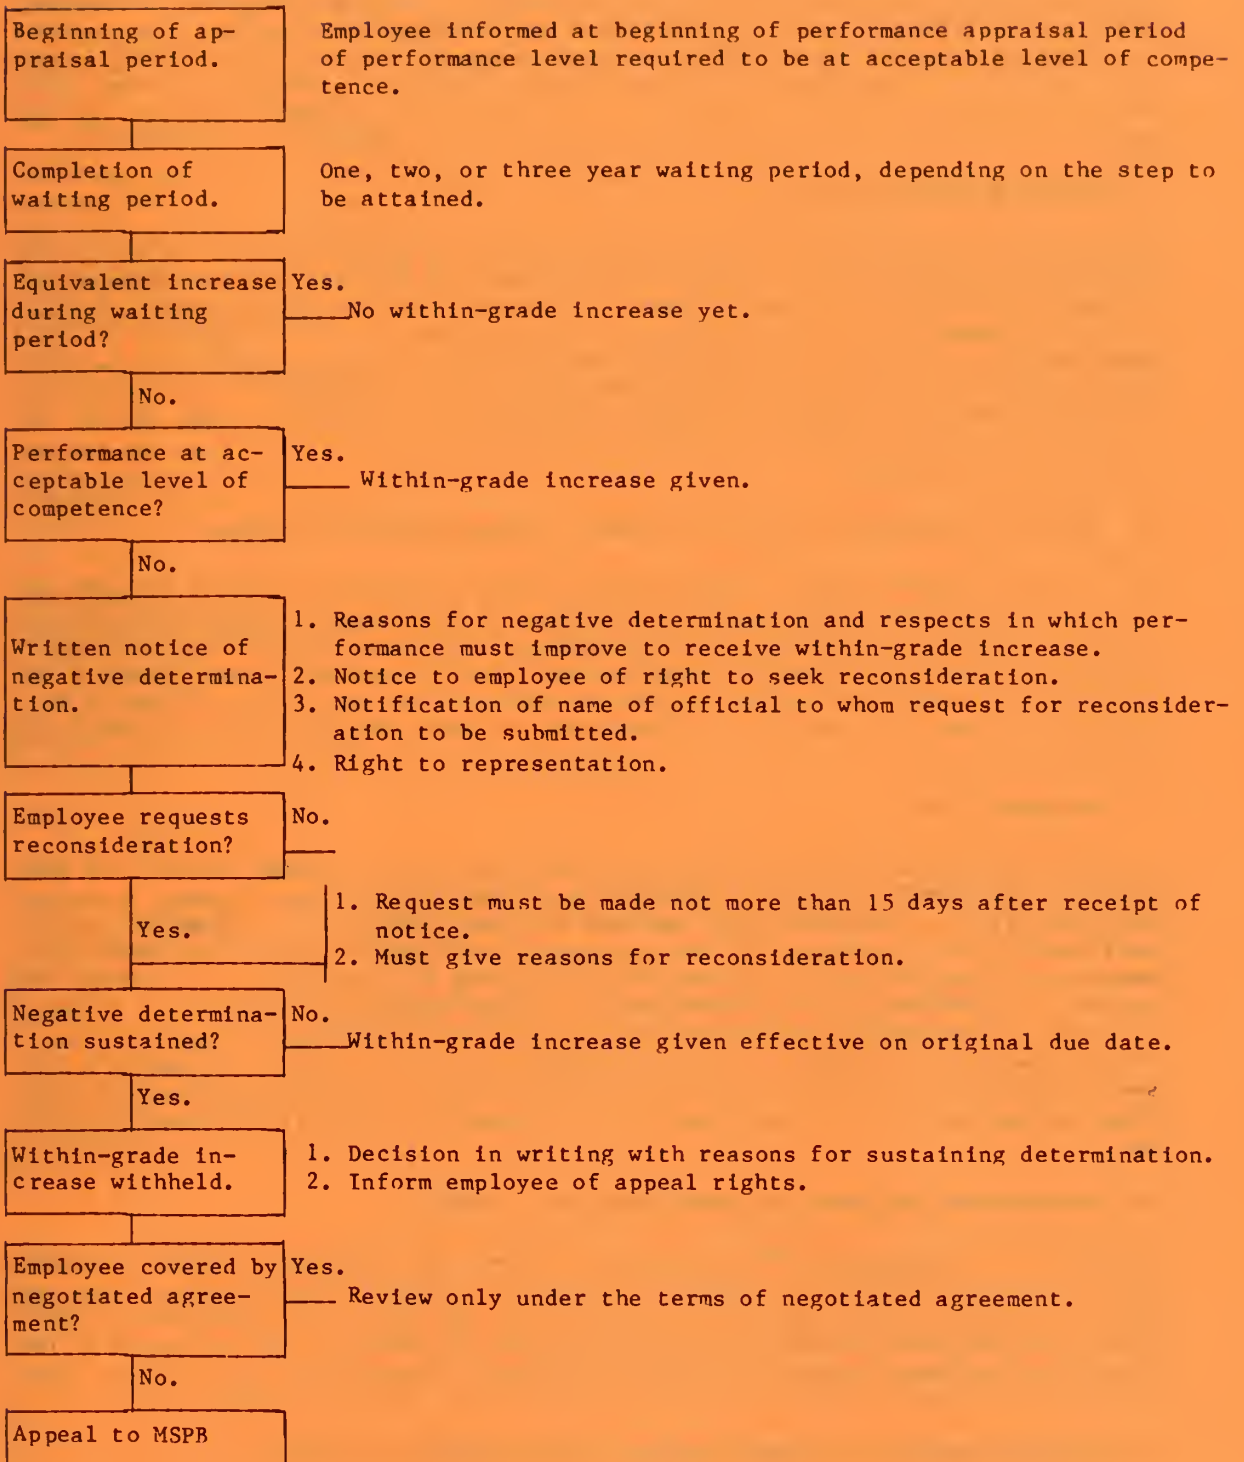 Beginning of ap-
praisal period.
Employee informed at beginning of performance appraisal period
of performance level required to be at acceptable level of compe-
tence.
Completion of
waiting period.
One, two, or three year waiting period, depending on the step to
be attained.
Equivalent increase
during waiting
period?
Yes.
No within-grade increase yet.
No.
Performance at ac-
ceptable level of
competence?
Yes.
Within-grade increase given.
No.
Written notice of
negative determina-
tion.
1. Reasons for negative determination and respects in which per-
formance must improve to receive within-grade increase.
2. Notice to employee of right to seek reconsideration.
3. Notification of name of official to whom request for reconsider-
ation to be submitted.
4. Right to representation.
Employee requests
reconsideration?
No.
Yes.
1. Request must be made not more than 15 days after receipt of
notice.
2. Must give reasons for reconsideration.
Negative determina-
tion sustained?
No.
Within-grade increase given effective on original due date.
Yes.
Within-grade in-
crease withheld.
1. Decision in writing with reasons for sustaining determination.
2. Inform employee of appeal rights.
Employee covered by
negotiated agree-
ment?
Yes.
Review only under the terms of negotiated agreement.
No.
Appeal to MSPB